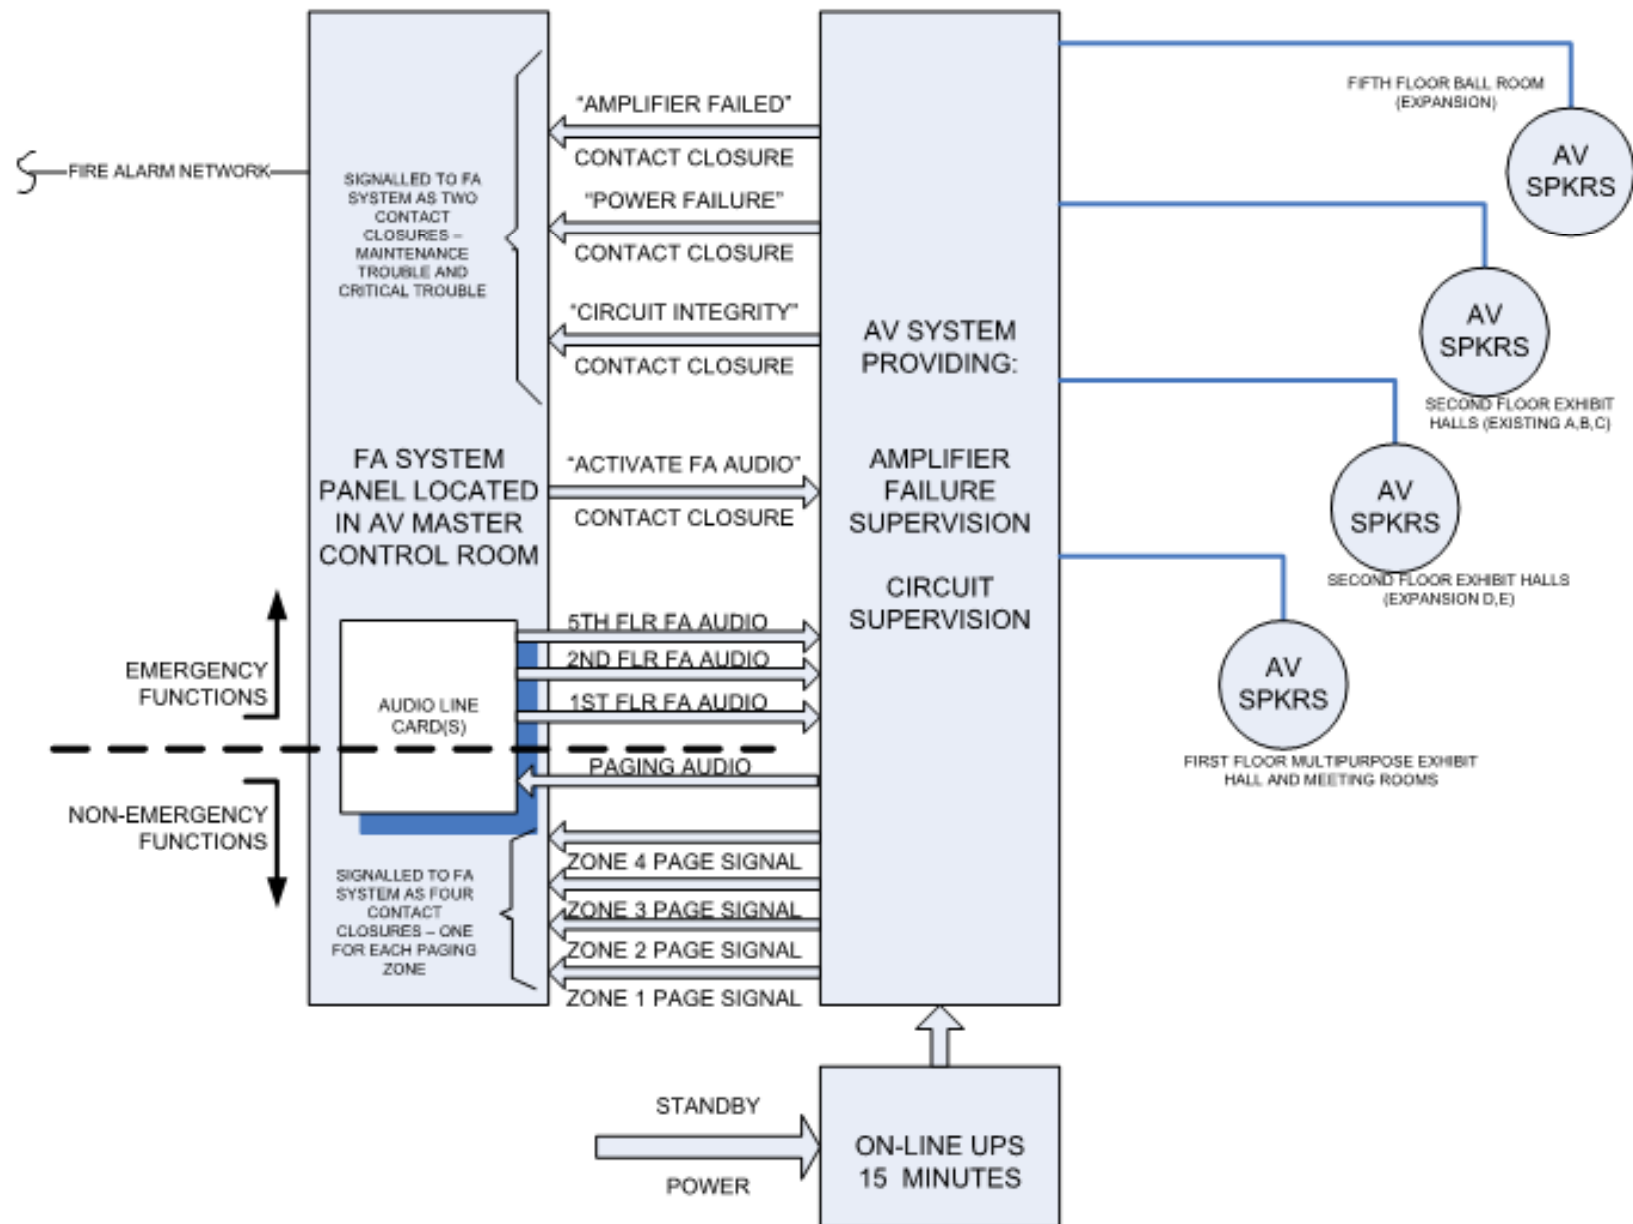 FIRE ALARM NETWORK
SIGNALLED TO FA
SYSTEM AS TWO
CONTACT
CLOSURES –
MAINTENANCE
TROUBLE AND
CRITICAL TROUBLE
FA SYSTEM
PANEL LOCATED
IN AV MASTER
CONTROL ROOM
EMERGENCY
FUNCTIONS
AUDIO LINE
CARD(S)
NON-EMERGENCY
FUNCTIONS
SIGNALLED TO FA
SYSTEM AS FOUR
CONTACT
CLOSURES – ONE
FOR EACH PAGING
ZONE
"AMPLIFIER FAILED"
CONTACT CLOSURE
"POWER FAILURE"
CONTACT CLOSURE
"CIRCUIT INTEGRITY"
CONTACT CLOSURE
"ACTIVATE FA AUDIO"
CONTACT CLOSURE
5TH FLR FA AUDIO
2ND FLR FA AUDIO
1ST FLR FA AUDIO
PAGING AUDIO
ZONE 4 PAGE SIGNAL
ZONE 3 PAGE SIGNAL
ZONE 2 PAGE SIGNAL
ZONE 1 PAGE SIGNAL
AV SYSTEM
PROVIDING:
AMPLIFIER
FAILURE
SUPERVISION
CIRCUIT
SUPERVISION
STANDBY
POWER
ON-LINE UPS
15 MINUTES
FIFTH FLOOR BALL ROOM
(EXPANSION)
AV
SPKRS
AV
SPKRS
SECOND FLOOR EXHIBIT
HALLS (EXISTING A,B,C)
AV
SPKRS
SECOND FLOOR EXHIBIT HALLS
(EXPANSION D,E)
AV
SPKRS
FIRST FLOOR MULTIPURPOSE EXHIBIT
HALL AND MEETING ROOMS